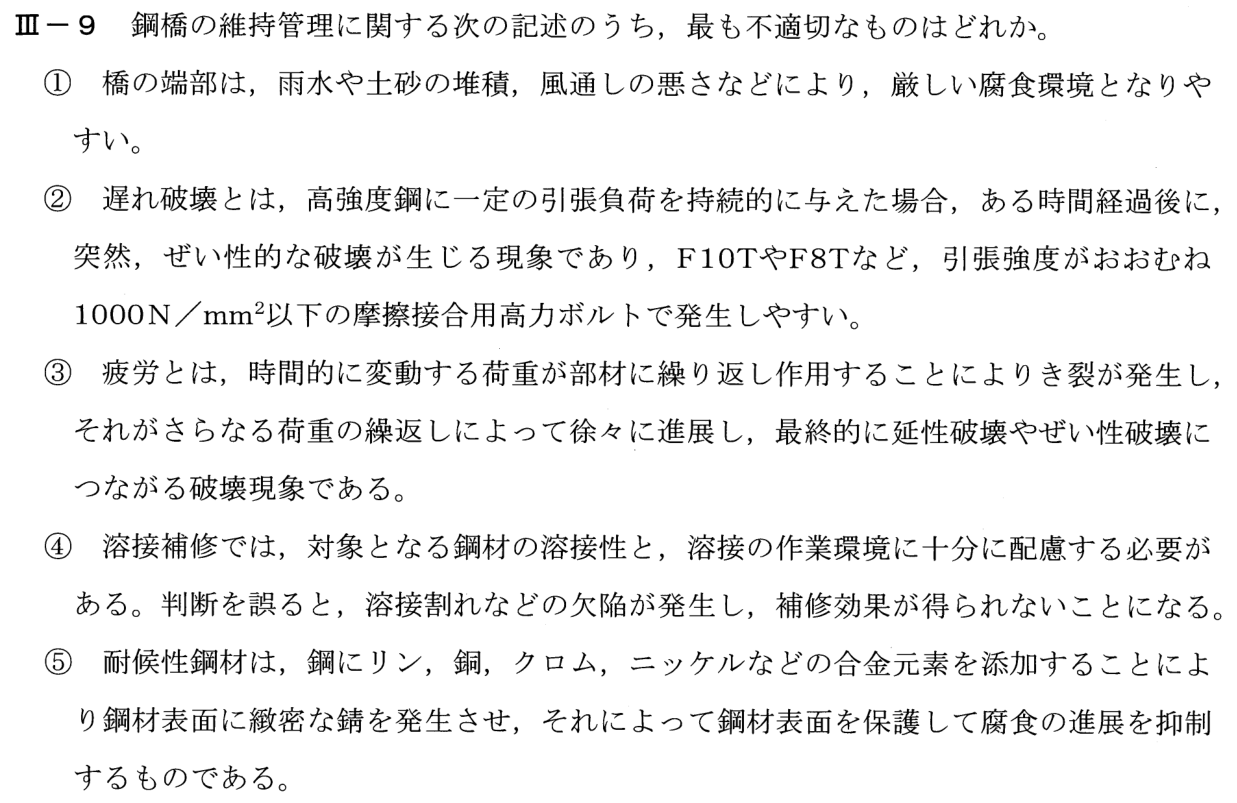 Ⅲ－9　鋼橋の維持管理に関する次の記述のうち，最も不適切なものはどれか。
①　橋の端部は，雨水や土砂の堆積，風通しの悪さなどにより，厳しい腐食環境となりや
すい。
②　遅れ破壊とは，高強度鋼に一定の引張負荷を持続的に与えた場合，ある時間経過後に，
突然，ぜい性的な破壊が生じる現象であり，F10TやF8Tなど，引張強度がおおむね
1000N／mm²以下の摩擦接合用高力ボルトで発生しやすい。
③　疲労とは，時間的に変動する荷重が部材に繰り返し作用することによりき裂が発生し，
それがさらなる荷重の繰返しによって徐々に進展し，最終的に延性破壊やぜい性破壊に
つながる破壊現象である。
④　溶接補修では，対象となる鋼材の溶接性と，溶接の作業環境に十分に配慮する必要が
ある。判断を誤ると，溶接割れなどの欠陥が発生し，補修効果が得られないことになる。
⑤　耐候性鋼材は，鋼にリン，銅，クロム，ニッケルなどの合金元素を添加することによ
り鋼材表面に緻密な錆を発生させ，それによって鋼材表面を保護して腐食の進展を抑制
するものである。